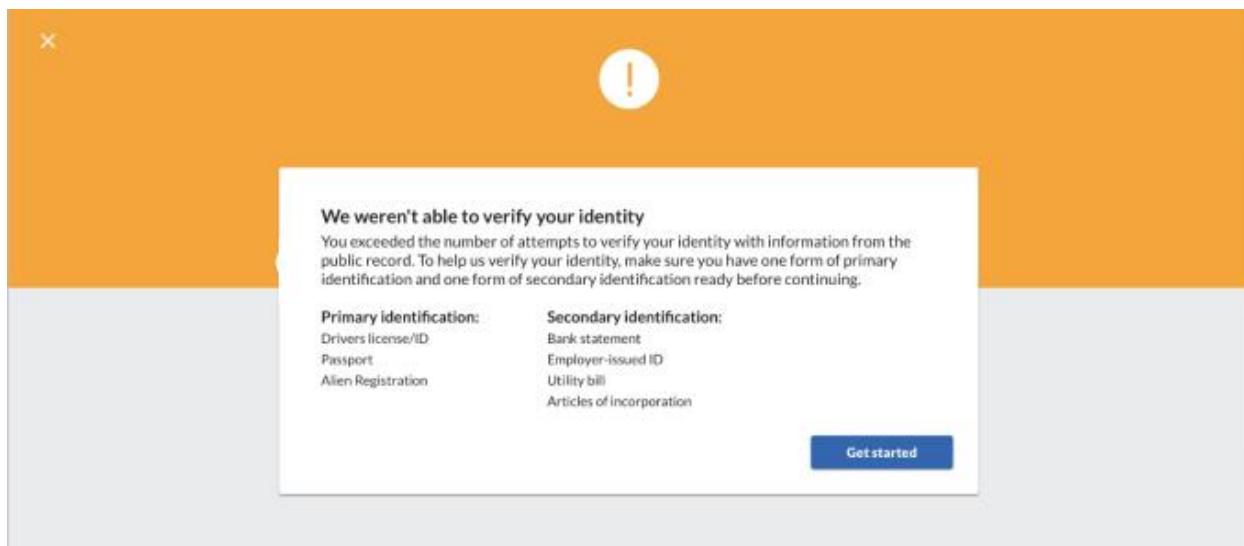 We weren't able to verify your identity
You exceeded the number of attempts to verify your identity with information from the
public record. To help us verify your identity, make sure you have one form of primary
identification and one form of secondary identification ready before continuing.
Primary identification:
Drivers license/ID
Passport
Alien Registration
Secondary identification:
Bank statement
Employer-issued ID
Utility bill
Articles of incorporation
Get started